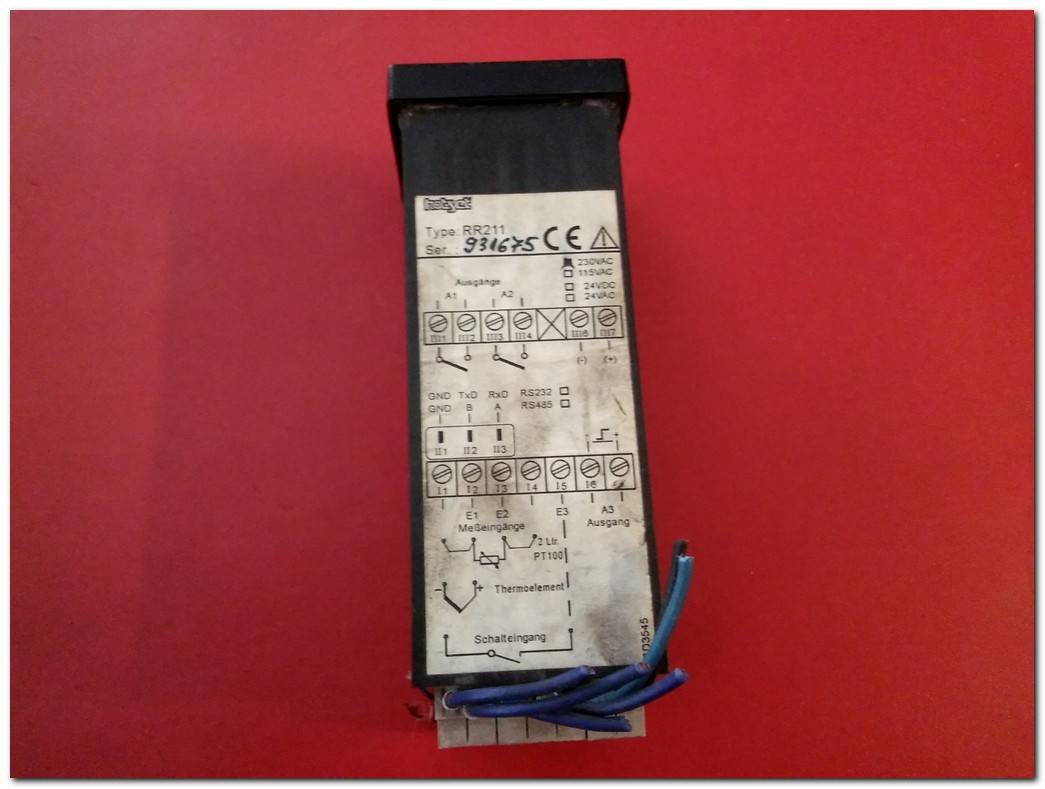 hotset
Type: RR211
Ser. : 931675 CE
230VAC
115VAC
24VDC
24VAC
Ausgänge
A1 A2
III1 III2 III3 III4 III6 III7
(-) (+)
GND TxD RxD RS232
GND B A RS485
II1 II2 II3
- +
I1 I2 I3 I4 I5 I6
E1 E2 E3 A3
Meßeingänge Ausgang
2 Ltr.
PT100
- + Thermoelement
Schalteingang
103545